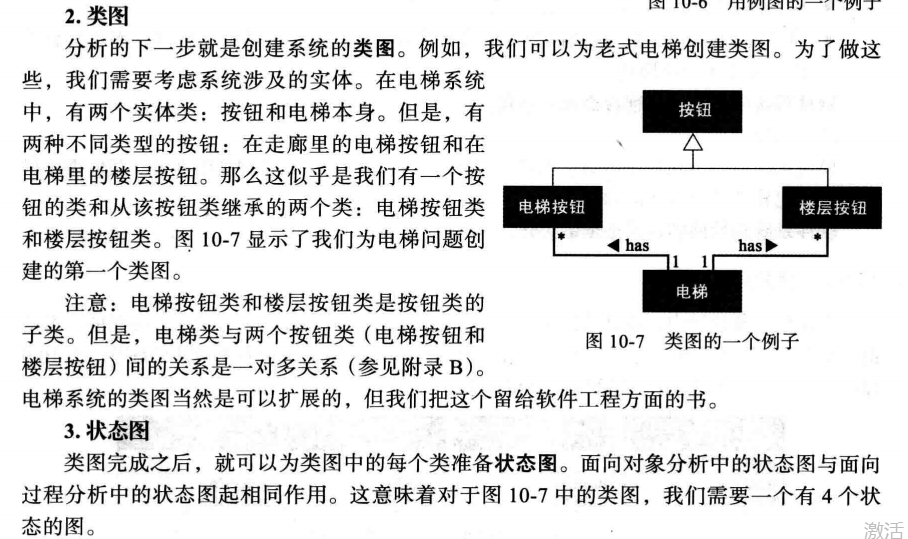 图 10-6 用例图的一个例子
2. 类图
分析的下一步就是创建系统的类图。例如，我们可以为老式电梯创建类图。为了做这
些，我们需要考虑系统涉及的实体。在电梯系统
中，有两个实体类：按钮和电梯本身。但是，有
两种不同类型的按钮：在走廊里的电梯按钮和在
电梯里的楼层按钮。那么这似乎是我们有一个按
钮的类和从该按钮类继承的两个类：电梯按钮类
和楼层按钮类。图 10-7 显示了我们为电梯问题创
建的第一个类图。
注意：电梯按钮类和楼层按钮类是按钮类的
子类。但是，电梯类与两个按钮类（电梯按钮和
楼层按钮）间的关系是一对多关系（参见附录 B）。
按钮
电梯按钮
楼层按钮
* ◀ has
has ▶ *
1 1
电梯
图 10-7 类图的一个例子
电梯系统的类图当然是可以扩展的，但我们把这个留给软件工程方面的书。
3. 状态图
类图完成之后，就可以为类图中的每个类准备状态图。面向对象分析中的状态图与面向
过程分析中的状态图起相同作用。这意味着对于图 10-7 中的类图，我们需要一个有 4 个状
态的图。
激活